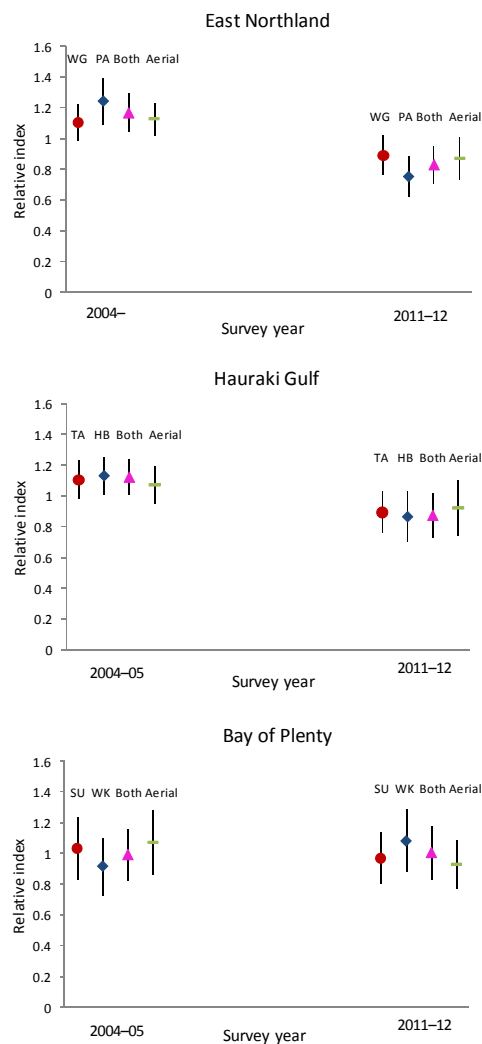 East Northland
1.6
WG PA Both Aerial
1.4
1.2
WG PA Both Aerial
1
0.8
0.6
0.4
0.2
0
Relative index
2004–
2011–12
Survey year
Hauraki Gulf
1.6
1.4
TA HB Both Aerial
1.2
TA HB Both Aerial
1
0.8
0.6
0.4
0.2
0
Relative index
2004–05
2011–12
Survey year
Bay of Plenty
1.6
1.4
SU WK Both Aerial
SU WK Both Aerial
1.2
1
0.8
0.6
0.4
0.2
0
Relative index
2004–05
2011–12
Survey year